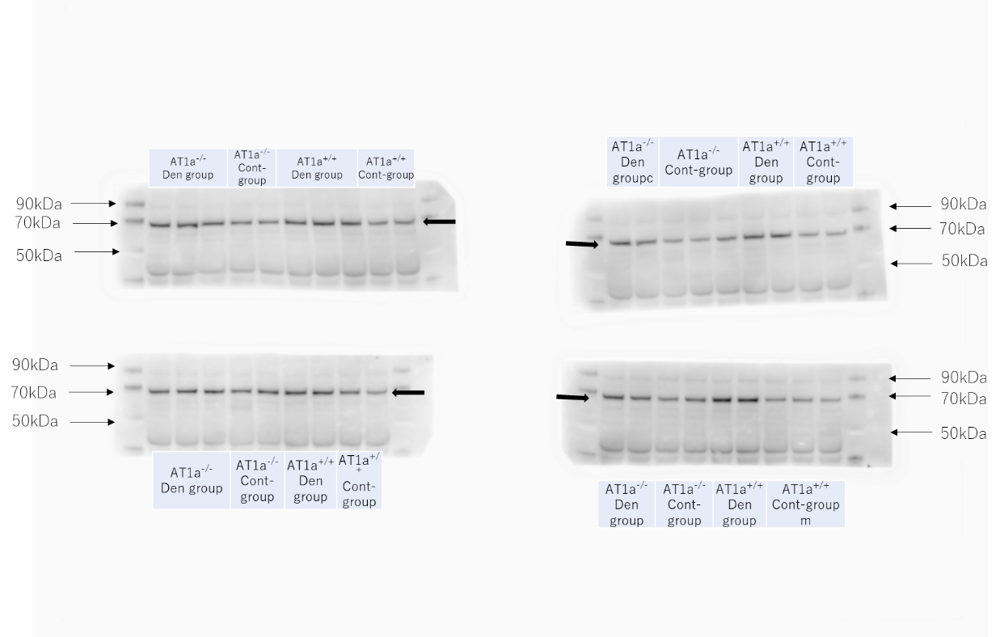 AT1a-/-
Den group
AT1a-/-
Cont-
group
AT1a+/+
Den group
AT1a+/+
Cont-group
90kDa
70kDa
50kDa
AT1a-/-
Den
groupc
AT1a-/-
Cont-group
AT1a+/+
Den
group
AT1a+/+
Cont-
group
90kDa
70kDa
50kDa
90kDa
70kDa
50kDa
AT1a-/-
Den group
AT1a-/-
Cont-
group
AT1a+/+
Den
group
AT1a+/
+
Cont-
group
90kDa
70kDa
50kDa
AT1a-/-
Den
group
AT1a-/-
Cont-
group
AT1a+/+
Den
group
AT1a+/+
Cont-group
m